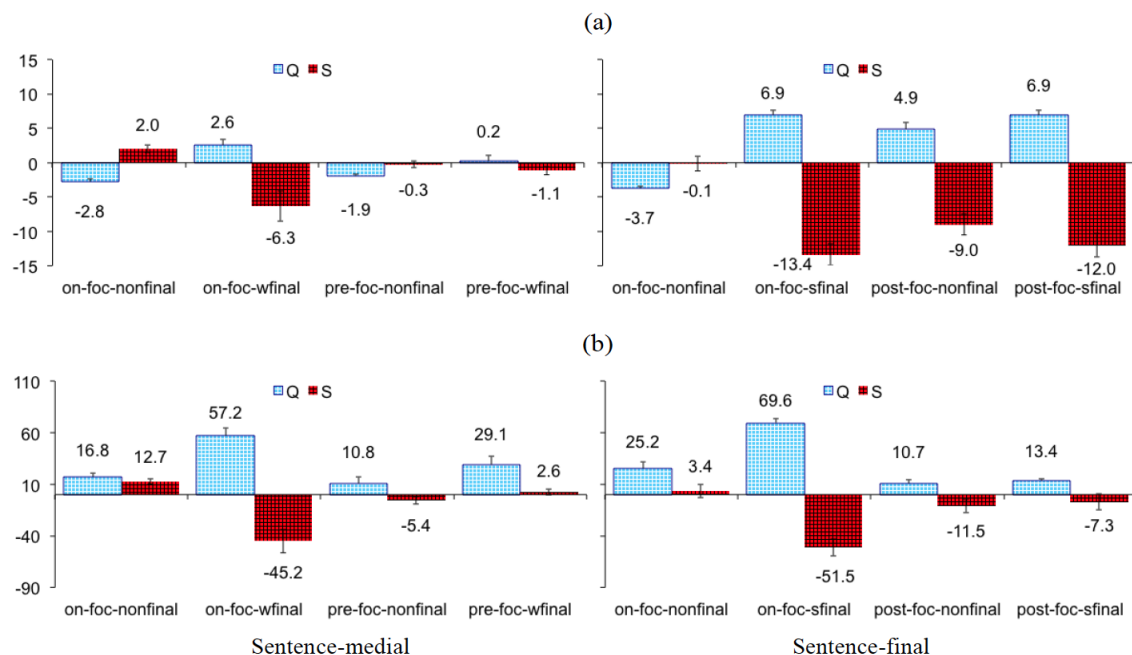 (a)
15
10
5
0
-5
-10
-15
Q S
-2.8 2.0 2.6 -6.3 -1.9 -0.3 0.2 -1.1
on-foc-nonfinal on-foc-wfinal pre-foc-nonfinal pre-foc-wfinal
Q S
-3.7 -0.1 6.9 -13.4 4.9 -9.0 6.9 -12.0
on-foc-nonfinal on-foc-sfinal post-foc-nonfinal post-foc-sfinal
(b)
110
60
10
-40
-90
Q S
16.8 12.7 57.2 -45.2 10.8 -5.4 29.1 2.6
on-foc-nonfinal on-foc-wfinal pre-foc-nonfinal pre-foc-wfinal
Sentence-medial
Q S
25.2 3.4 69.6 -51.5 10.7 -11.5 13.4 -7.3
on-foc-nonfinal on-foc-sfinal post-foc-nonfinal post-foc-sfinal
Sentence-final